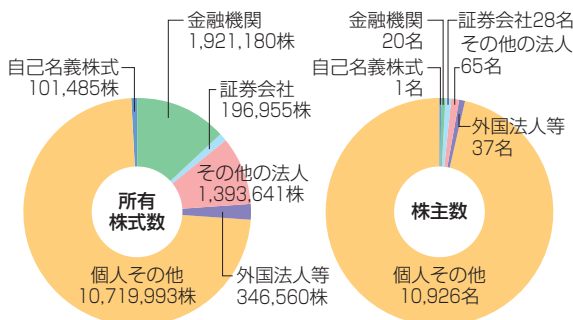 金融機関
1,921,180株
自己名義株式
101,485株
証券会社
196,955株
その他の法人
1,393,641株
所有
株式数
個人その他
10,719,993株
外国法人等
346,560株
金融機関
20名
証券会社28名
その他の法人
65名
自己名義株式
1名
外国法人等
37名
株主数
個人その他
10,926名